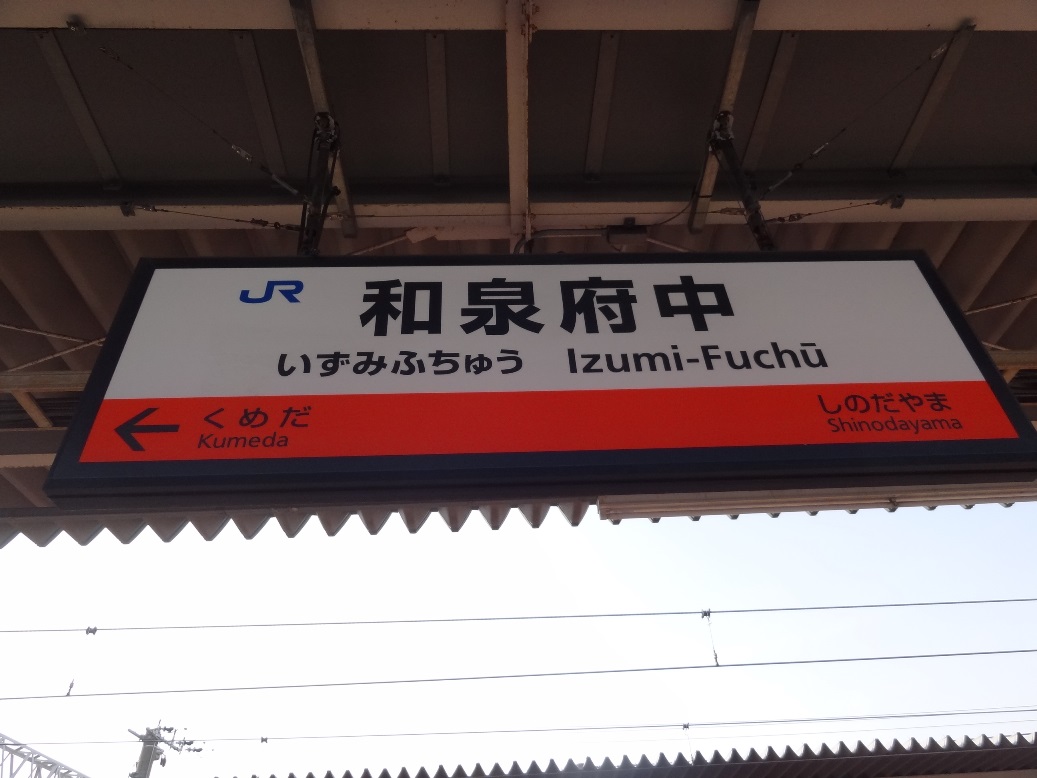 JR 和泉府中
いずみふちゅう Izumi-Fuchū
← くめだ しのだやま
Kumeda Shinodayama